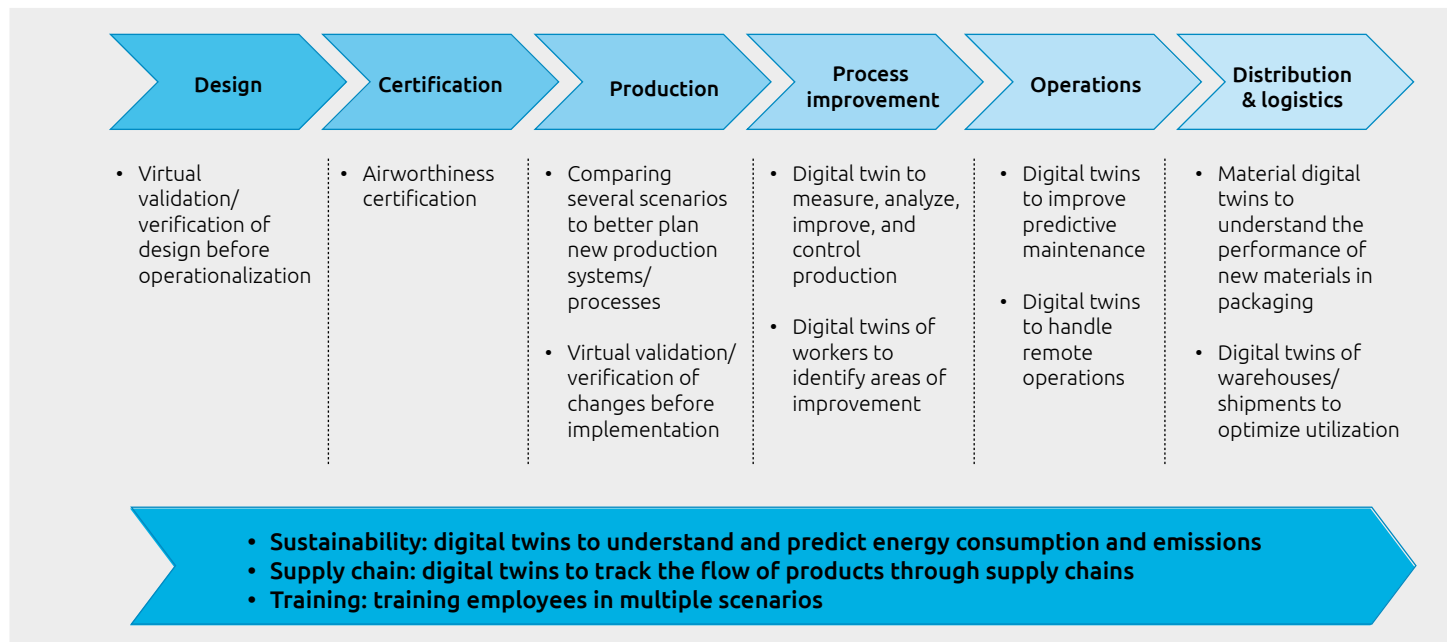 Design
Certification
Production
Process
improvement
Operations
Distribution
& logistics
• Virtual
validation/
verification of
design before
operationalization
• Airworthiness
certification
• Comparing
several scenarios
to better plan
new production
systems/
processes
• Virtual validation/
verification of
changes before
implementation
• Digital twin to
measure, analyze,
improve, and
control
production
• Digital twins of
workers to
identify areas of
improvement
• Digital twins
to improve
predictive
maintenance
• Digital twins
to handle
remote
operations
• Material digital
twins to
understand the
performance of
new materials in
packaging
• Digital twins of
warehouses/
shipments to
optimize utilization
• Sustainability: digital twins to understand and predict energy consumption and emissions
• Supply chain: digital twins to track the flow of products through supply chains
• Training: training employees in multiple scenarios